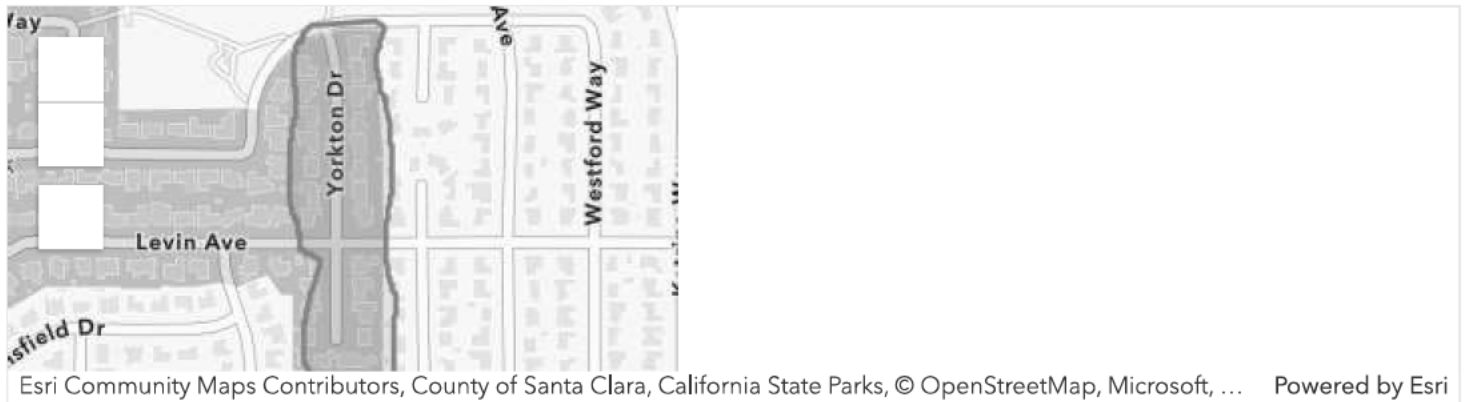 Way
Ave
Yorkton Dr
Westford Way
Levin Ave
sfield Dr
Esri Community Maps Contributors, County of Santa Clara, California State Parks, © OpenStreetMap, Microsoft, ... Powered by Esri